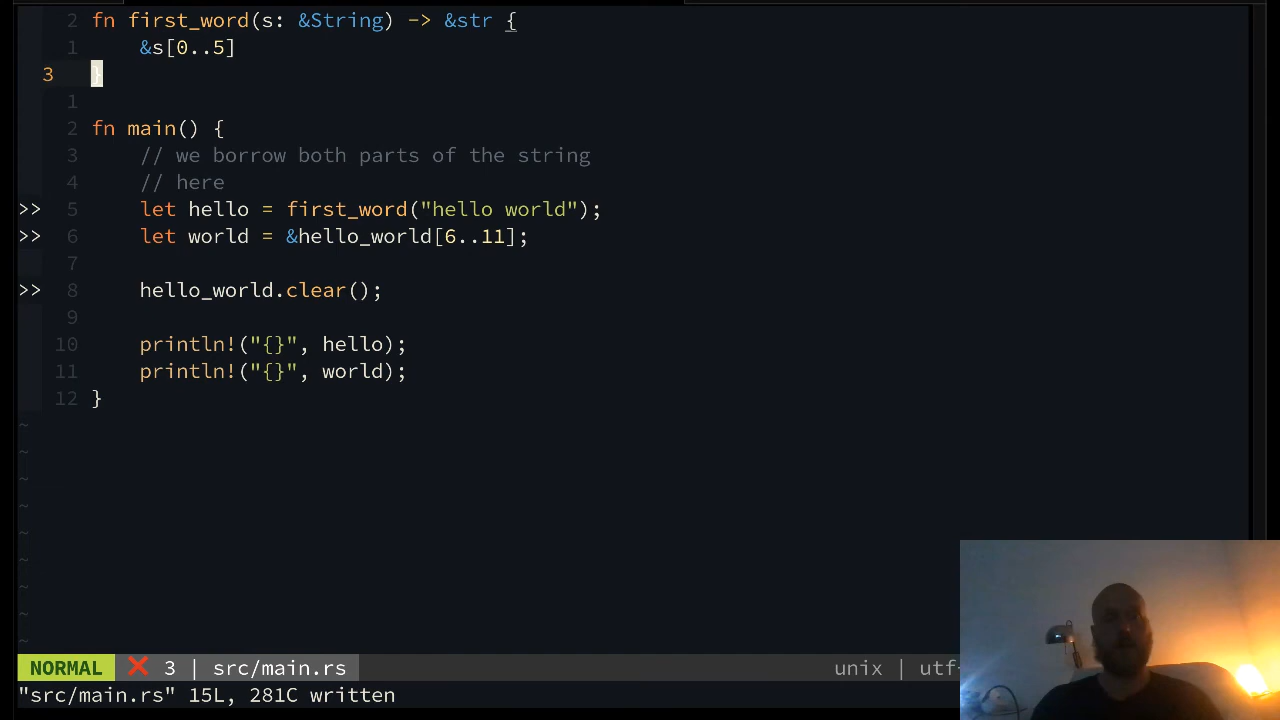 2 fn first_word(s: &String) -> &str {
1     &s[0..5]
3 }
1
2 fn main() {
3     // we borrow both parts of the string
4     // here
>> 5     let hello = first_word("hello world");
>> 6     let world = &hello_world[6..11];
7
>> 8     hello_world.clear();
9
10     println!("{}", hello);
11     println!("{}", world);
12 }
~
~
~
~
~
~
~
~
~
NORMAL ❌ 3 | src/main.rs unix | utf-
"src/main.rs" 15L, 281C written